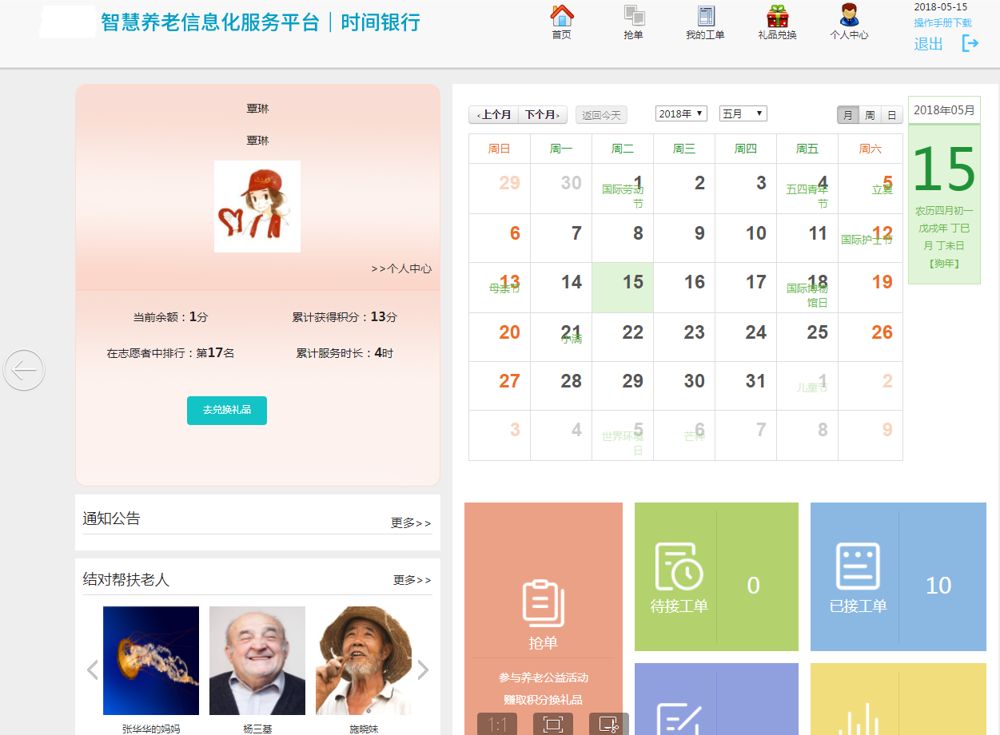 智慧养老信息化服务平台｜时间银行
首页
抢单
我的工单
礼品兑换
个人中心
2018-05-15
操作手册下载
退出
覃琳
覃琳
>>个人中心
当前余额：1分
累计获得积分：13分
在志愿者中排行：第17名
累计服务时长：4时
去兑换礼品
通知公告
更多>>
结对帮扶老人
更多>>
张华华的妈妈
杨三基
施晓妹
‹上个月
下个月›
返回今天
2018年 ▼
五月 ▼
月 周 日
周日 周一 周二 周三 周四 周五 周六
29 30 1 2 3 4 5
国际劳动节
五四青年节
立夏
6 7 8 9 10 11 12
国际护士节
13 14 15 16 17 18 19
母亲节
国际博物馆日
20 21 22 23 24 25 26
小满
27 28 29 30 31 1 2
儿童节
3 4 5 6 7 8 9
世界环境日
芒种
2018年05月
15
农历四月初一
戊戌年 丁巳
月 丁未日
【狗年】
抢单
参与养老公益活动
赚取积分换礼品
1:1
待接工单
0
已接工单
10